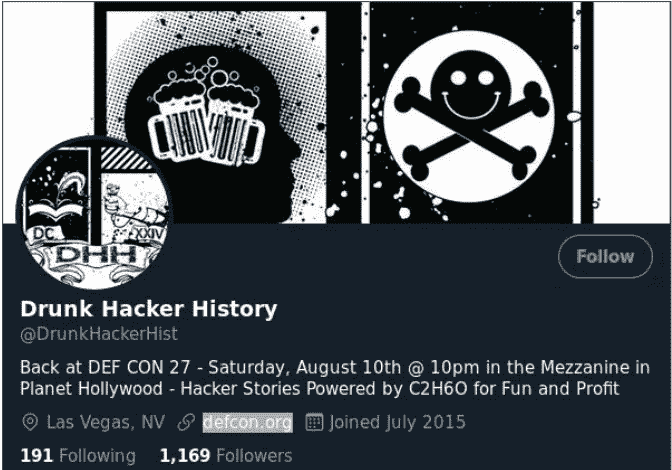 DC
XXIV
DHH
Follow
Drunk Hacker History
@DrunkHackerHist
Back at DEF CON 27 - Saturday, August 10th @ 10pm in the Mezzanine in
Planet Hollywood - Hacker Stories Powered by C2H6O for Fun and Profit
Las Vegas, NV defcon.org Joined July 2015
191 Following 1,169 Followers